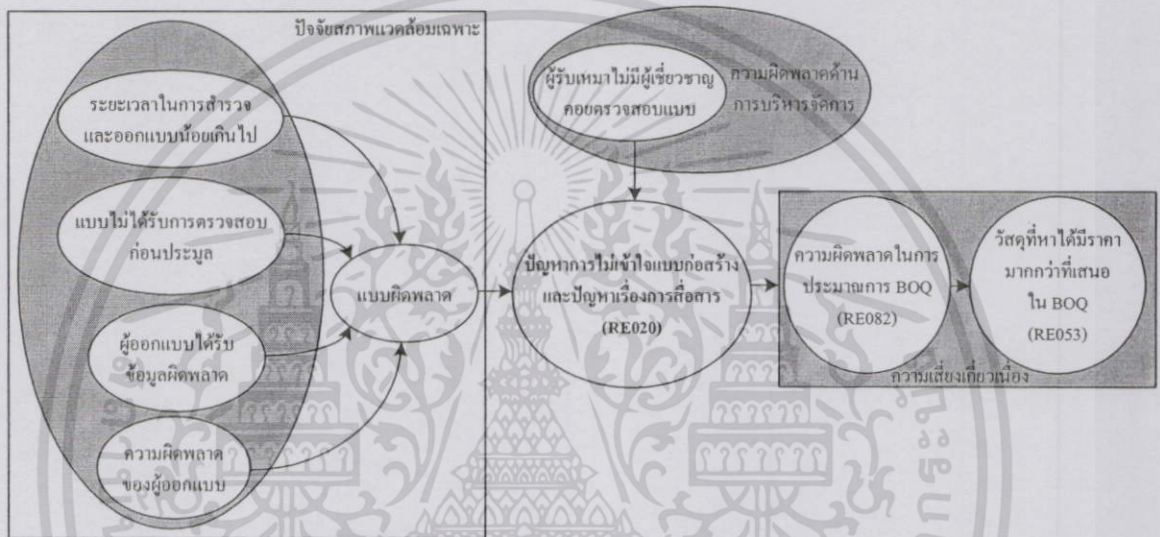 ปัจจัยสภาพแวดล้อมเฉพาะ
ระยะเวลาในการสำรวจ
และออกแบบน้อยเกินไป
แบบไม่ได้รับการตรวจสอบ
ก่อนประมูล
ผู้ออกแบบได้รับ
ข้อมูลผิดพลาด
ความผิดพลาด
ของผู้ออกแบบ
แบบผิดพลาด
ผู้รับเหมาไม่มีผู้เชี่ยวชาญ
คอยตรวจสอบแบบ
ความผิดพลาดด้าน
การบริหารจัดการ
ปัญหาการไม่เข้าใจแบบก่อสร้าง
และปัญหาเรื่องการสื่อสาร
(RE020)
ความผิดพลาดในการ
ประมาณการ BOQ
(RE082)
วัสดุที่หาได้มีราคา
มากกว่าที่เสนอ
ใน BOQ
(RE053)
ความเสี่ยงเกี่ยวเนื่อง